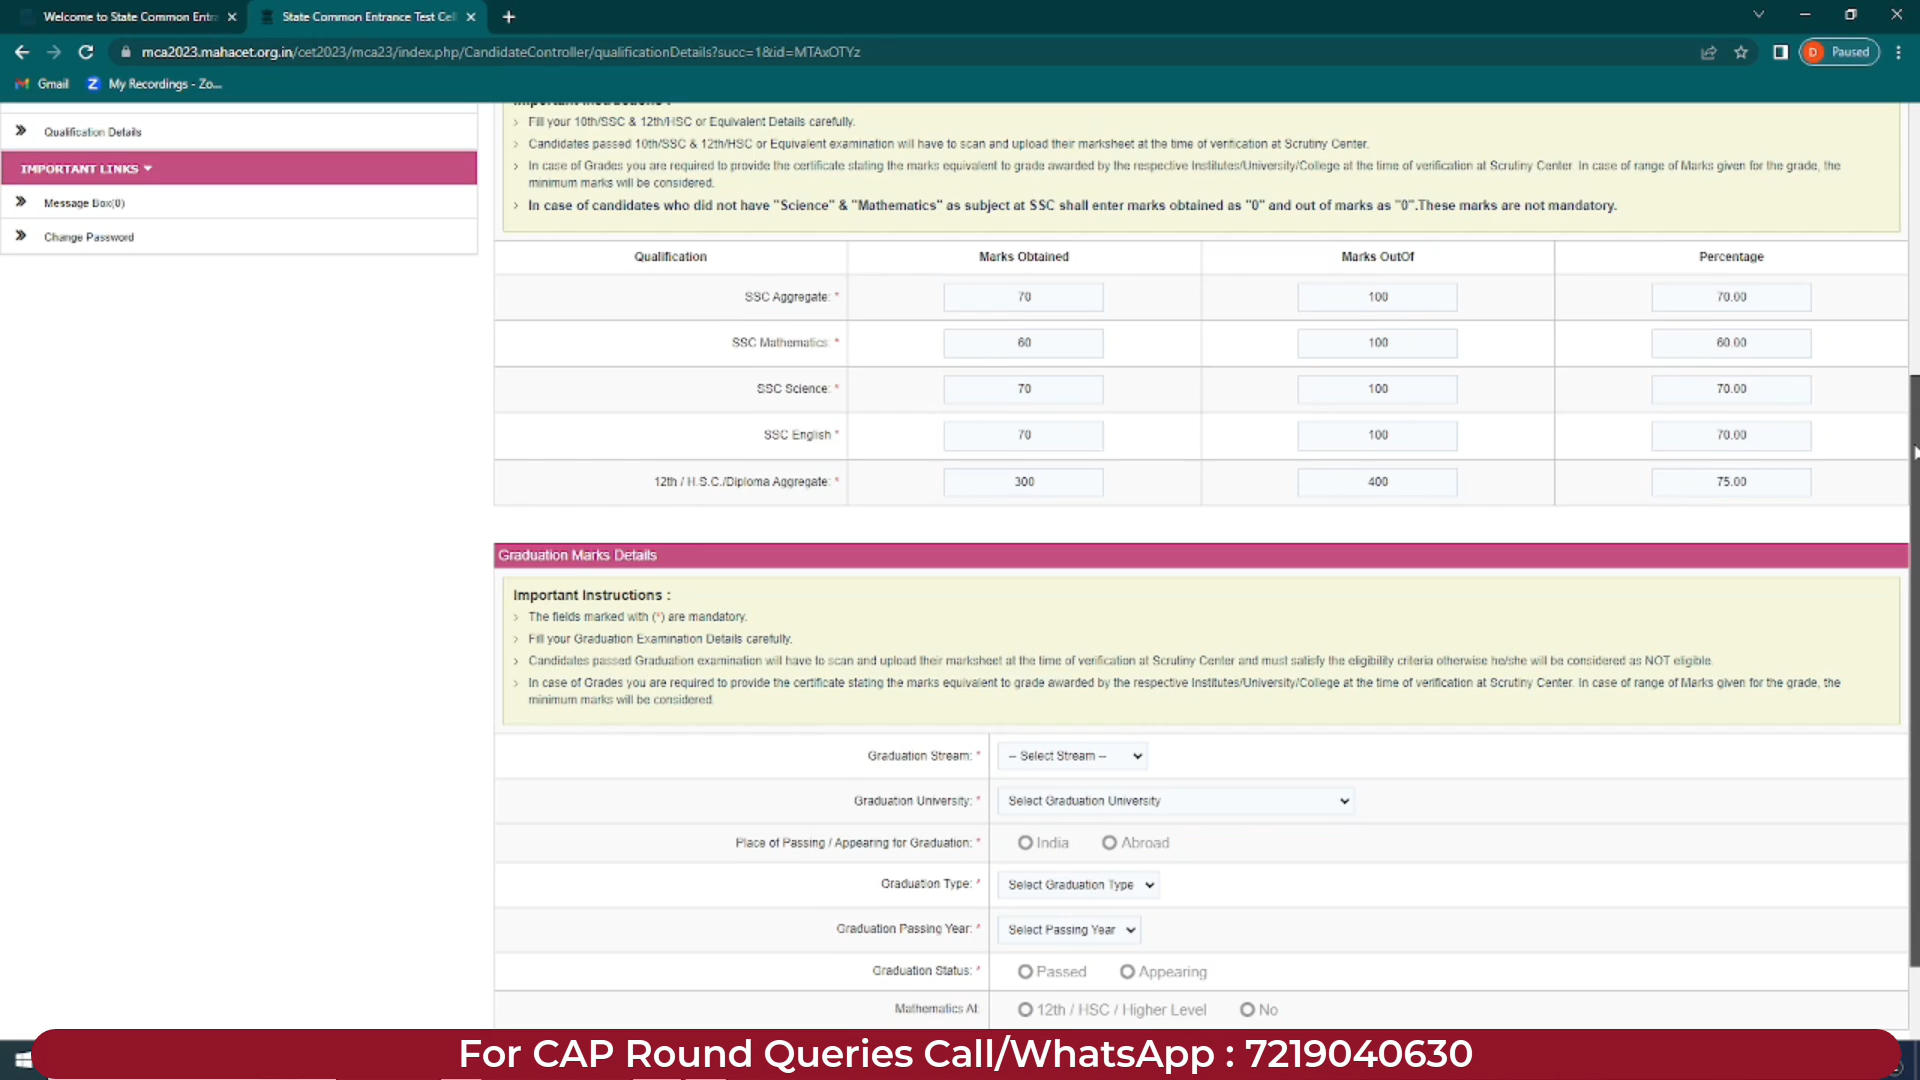 Welcome to State Common Entr
State Common Entrance Test Cell
mca2023.mahacet.org.in/cet2023/mca23/index.php/CandidateController/qualificationDetails?succ=1&id=MTAxOTYz
D Paused
Gmail
My Recordings - Zo...
Qualification Details
IMPORTANT LINKS
Message Box(0)
Change Password
Important Instructions :
Fill your 10th/SSC & 12th/HSC or Equivalent Details carefully.
Candidates passed 10th/SSC & 12th/HSC or Equivalent examination will have to scan and upload their marksheet at the time of verification at Scrutiny Center.
In case of Grades you are required to provide the certificate stating the marks equivalent to grade awarded by the respective Institutes/University/College at the time of verification at Scrutiny Center. In case of range of Marks given for the grade, the
minimum marks will be considered.
In case of candidates who did not have "Science" & "Mathematics" as subject at SSC shall enter marks obtained as "0" and out of marks as "0".These marks are not mandatory.
Qualification Marks Obtained Marks OutOf Percentage
SSC Aggregate: * 70 100 70.00
SSC Mathematics: * 60 100 60.00
SSC Science: * 70 100 70.00
SSC English * 70 100 70.00
12th / H.S.C./Diploma Aggregate: * 300 400 75.00
Graduation Marks Details
Important Instructions :
The fields marked with (*) are mandatory.
Fill your Graduation Examination Details carefully.
Candidates passed Graduation examination will have to scan and upload their marksheet at the time of verification at Scrutiny Center and must satisfy the eligibility criteria otherwise he/she will be considered as NOT eligible.
In case of Grades you are required to provide the certificate stating the marks equivalent to grade awarded by the respective Institutes/University/College at the time of verification at Scrutiny Center. In case of range of Marks given for the grade, the
minimum marks will be considered.
Graduation Stream: * -- Select Stream --
Graduation University: * Select Graduation University
Place of Passing / Appearing for Graduation: * India Abroad
Graduation Type: * Select Graduation Type
Graduation Passing Year: * Select Passing Year
Graduation Status: * Passed Appearing
Mathematics At: 12th / HSC / Higher Level No
For CAP Round Queries Call/WhatsApp : 7219040630